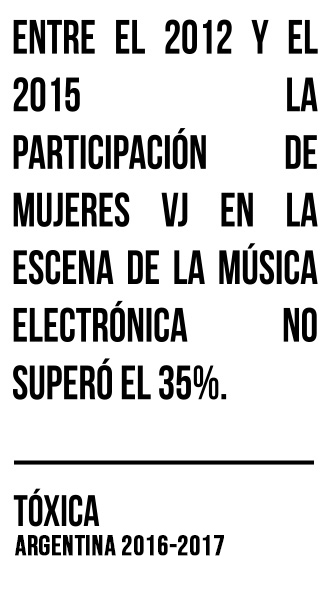 ENTRE EL 2012 Y EL
2015 LA
PARTICIPACIÓN DE
MUJERES VJ EN LA
ESCENA DE LA MÚSICA
ELECTRÓNICA NO
SUPERÓ EL 35%.
TÓXICA
ARGENTINA 2016-2017